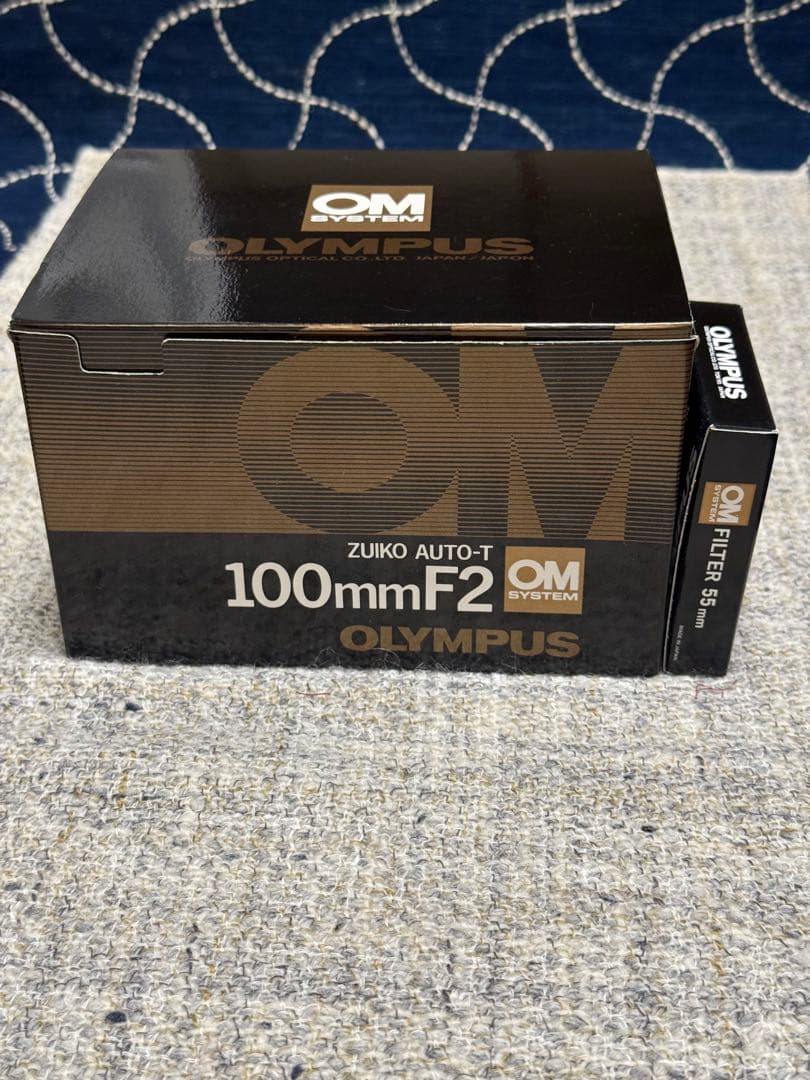 OM
SYSTEM
OLYMPUS
OLYMPUS OPTICAL CO.,LTD. JAPAN/JAPON
OM
ZUIKO AUTO-T
100mmF2
OM
SYSTEM
OLYMPUS
OLYMPUS
OM
SYSTEM
FILTER 55mm
MADE IN JAPAN